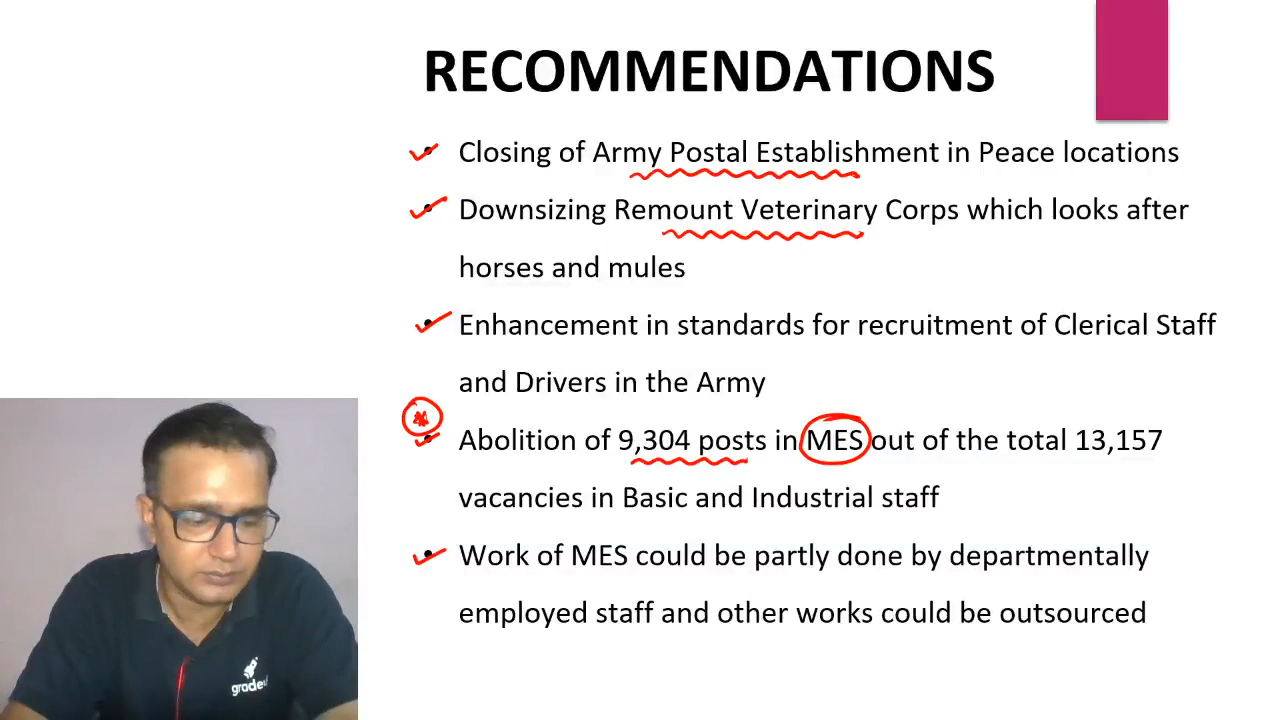 RECOMMENDATIONS
• Closing of Army Postal Establishment in Peace locations
• Downsizing Remount Veterinary Corps which looks after
horses and mules
• Enhancement in standards for recruitment of Clerical Staff
and Drivers in the Army
• Abolition of 9,304 posts in MES out of the total 13,157
vacancies in Basic and Industrial staff
• Work of MES could be partly done by departmentally
employed staff and other works could be outsourced